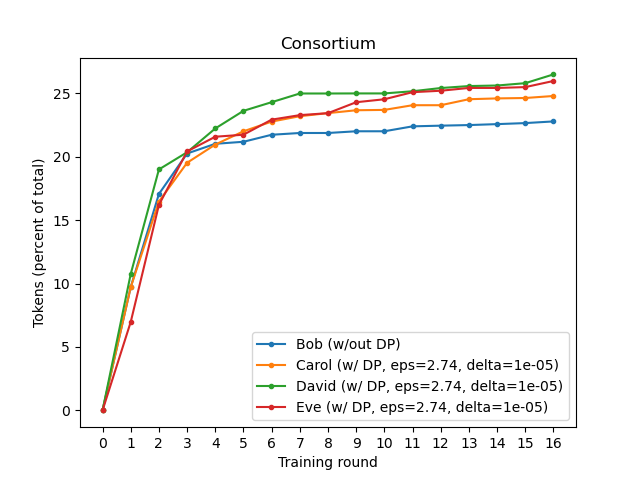 Consortium
Tokens (percent of total)
25
20
15
10
5
0
Bob (w/out DP)
Carol (w/ DP, eps=2.74, delta=1e-05)
David (w/ DP, eps=2.74, delta=1e-05)
Eve (w/ DP, eps=2.74, delta=1e-05)
0 1 2 3 4 5 6 7 8 9 10 11 12 13 14 15 16
Training round